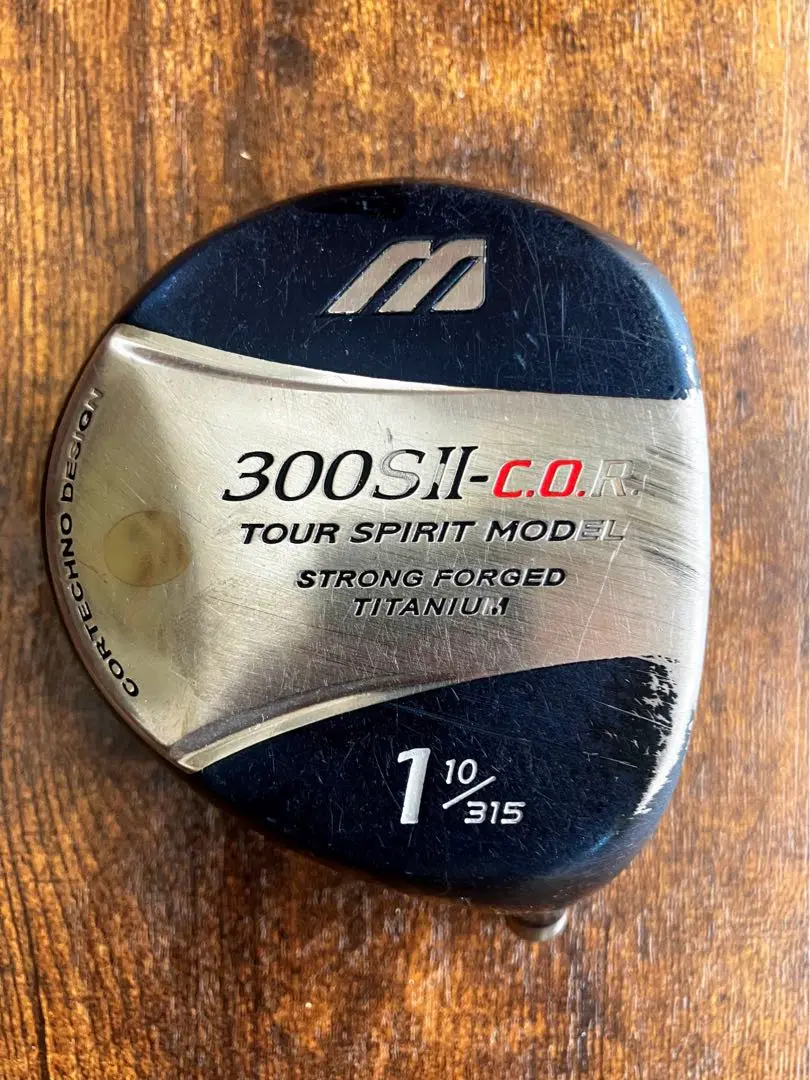 300SII-C.O.R.
TOUR SPIRIT MODEL
STRONG FORGED
TITANIUM
CORTECHNO DESIGN
1 10/315